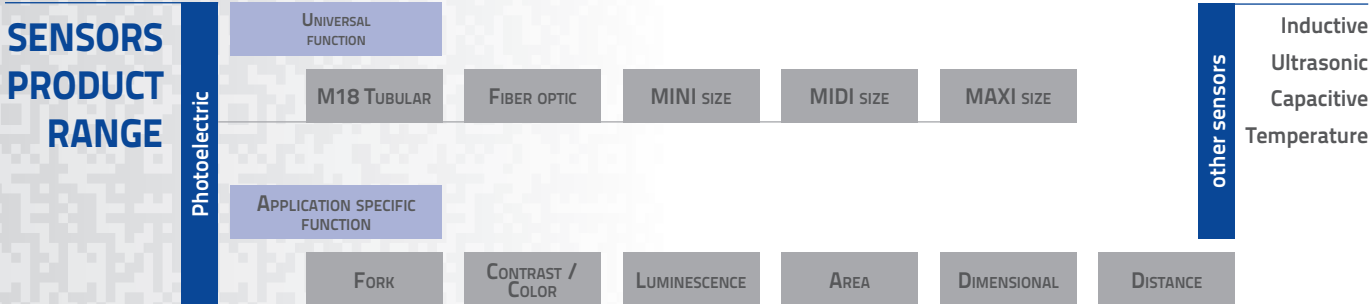 SENSORS
PRODUCT
RANGE
Photoelectric
Universal
function
M18 Tubular
Fiber optic
MINI size
MIDI size
MAXI size
Application specific
function
Fork
Contrast /
Color
Luminescence
Area
Dimensional
Distance
other sensors
Inductive
Ultrasonic
Capacitive
Temperature